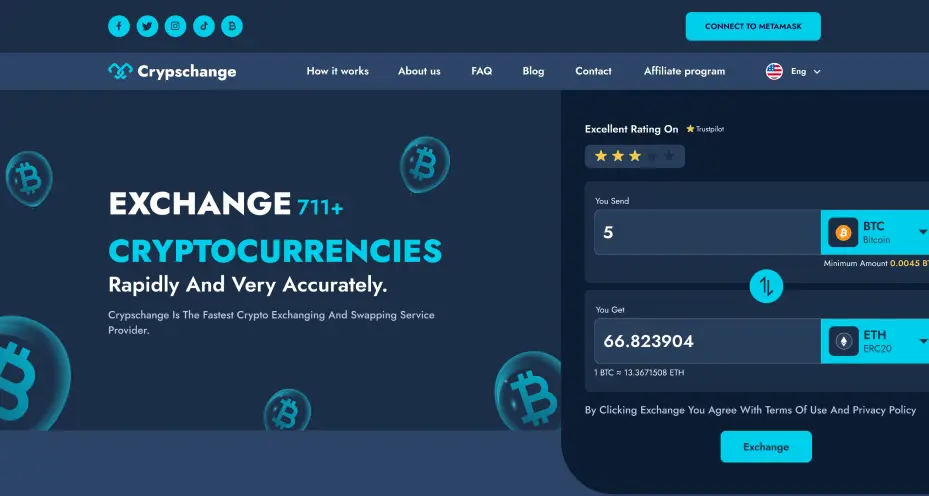 CONNECT TO METAMASK
Crypschange
How it works
About us
FAQ
Blog
Contact
Affiliate program
Eng
EXCHANGE 711+
CRYPTOCURRENCIES
Rapidly And Very Accurately.
Crypschange Is The Fastest Crypto Exchanging And Swapping Service
Provider.
Excellent Rating On
Trustpilot
You Send
5
BTC
Bitcoin
Minimum Amount 0.0045
You Get
66.823904
ETH
ERC20
1 BTC ≈ 13.3671508 ETH
By Clicking Exchange You Agree With Terms Of Use And Privacy Policy
Exchange